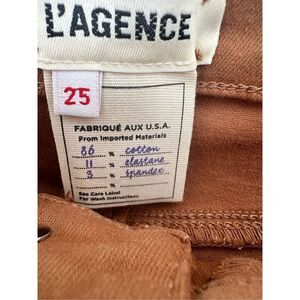 L'AGENCE
25
FABRIQUÉ AUX U.S.A.
From Imported Materials
86 % cotton
11 % elastane
3 % spandex
%
See Care Label
For Wash Instructions